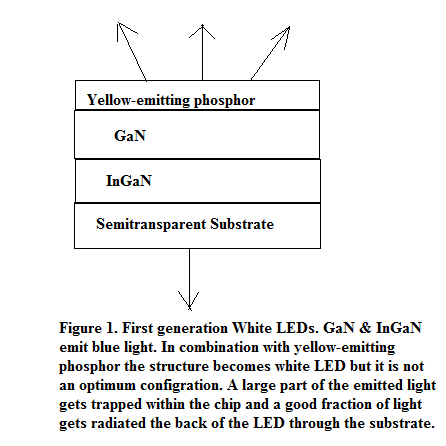 Yellow-emitting phosphor
GaN
InGaN
Semitransparent Substrate
Figure 1. First generation White LEDs. GaN & InGaN
emit blue light. In combination with yellow-emitting
phosphor the structure becomes white LED but it is not
an optimum configration. A large part of the emitted light
gets trapped within the chip and a good fraction of light
gets radiated the back of the LED through the substrate.